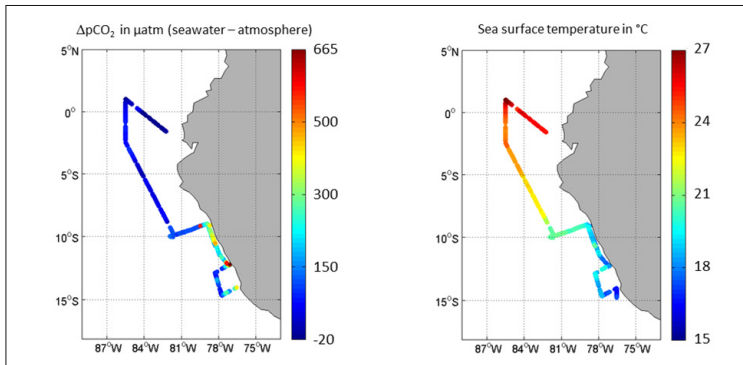 ΔpCO₂ in µatm (seawater – atmosphere)
5°N
0°
5°S
10°S
15°S
87°W 84°W 81°W 78°W 75°W
665
500
300
150
-20
Sea surface temperature in °C
5°N
0°
5°S
10°S
15°S
87°W 84°W 81°W 78°W 75°W
27
24
21
18
15